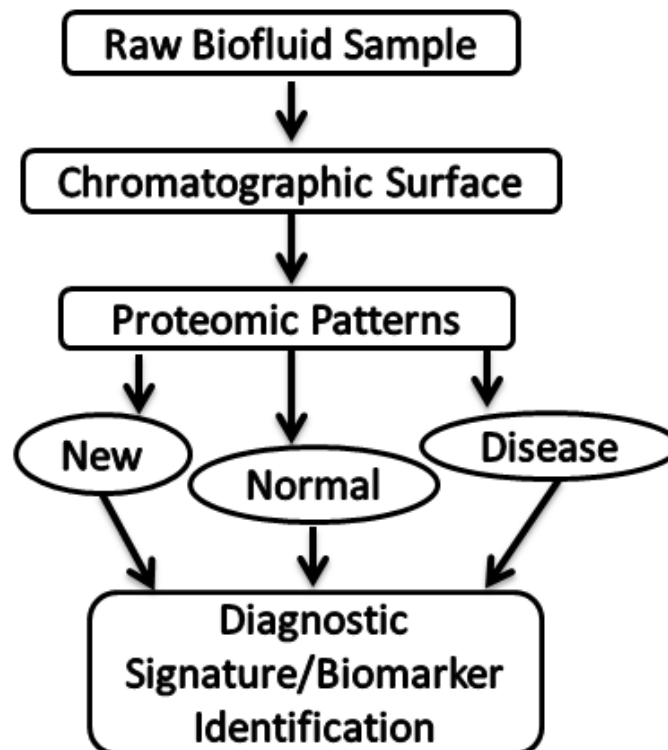 Raw Biofluid Sample
Chromatographic Surface
Proteomic Patterns
New
Normal
Disease
Diagnostic
Signature/Biomarker
Identification